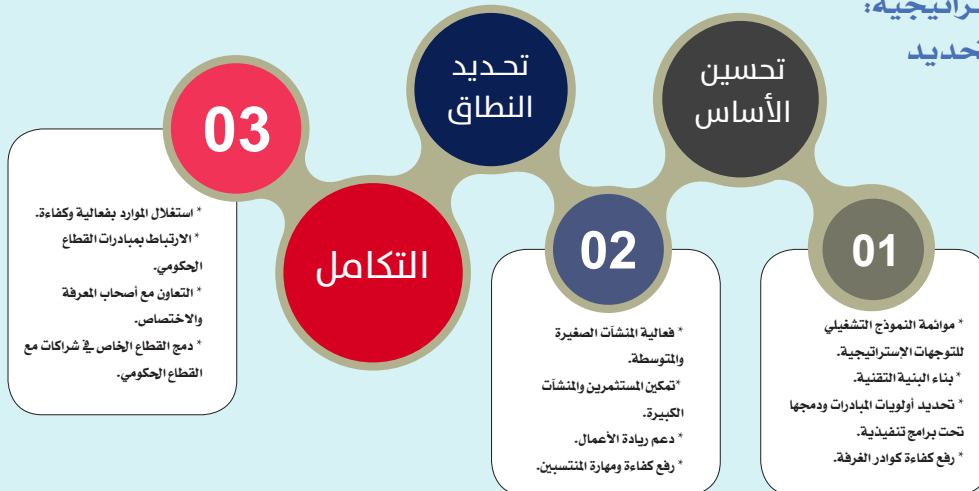 تحسين
الأساس
01
* موائمة النموذج التشغيلي
للتوجهات الإستراتيجية.
* بناء البنية التقنية.
* تحديد أولويات المبادرات ودمجها
تحت برامج تنفيذية.
* رفع كفاءة كوادر الغرفة.
تحديد
النطاق
02
* فعالية المنشآت الصغيرة
والمتوسطة.
*تمكين المستثمرين والمنشآت
الكبيرة.
* دعم ريادة الأعمال.
* رفع كفاءة ومهارة المنتسبين.
التكامل
03
* استغلال الموارد بفعالية وكفاءة.
* الارتباط بمبادرات القطاع
الحكومي.
* التعاون مع أصحاب المعرفة
والاختصاص.
* دمج القطاع الخاص في شراكات مع
القطاع الحكومي.